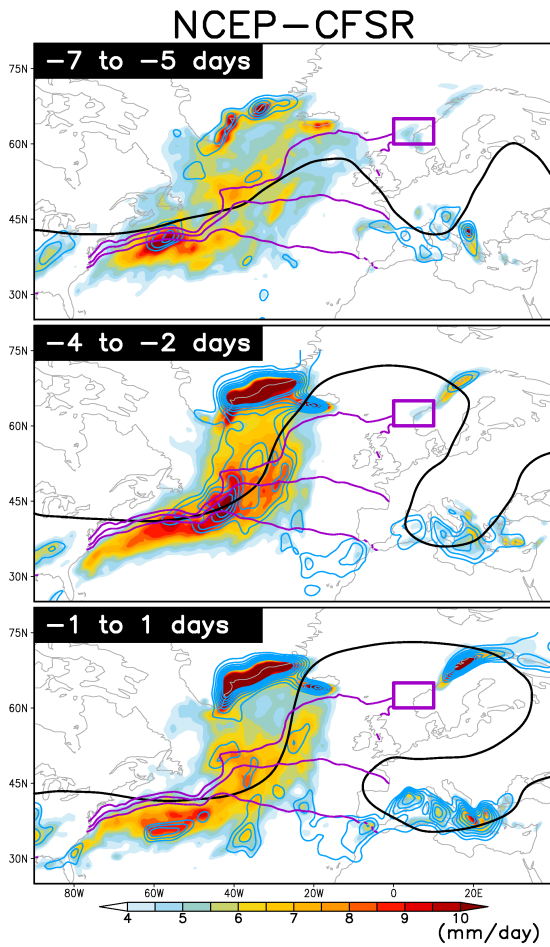 NCEP−CFSR
−7 to −5 days
75N
60N
45N
30N
−4 to −2 days
75N
60N
45N
30N
−1 to 1 days
75N
60N
45N
30N
80W 60W 40W 20W 0 20E
4 5 6 7 8 9 10
(mm/day)